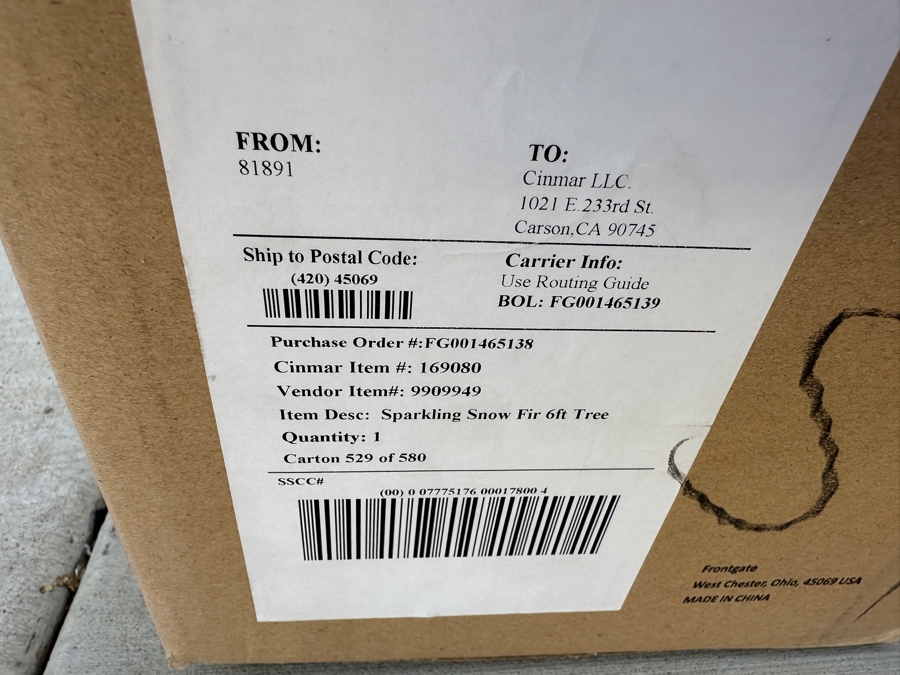 FROM:
81891
TO:
Cinmar LLC.
1021 E.233rd St.
Carson,CA 90745
Ship to Postal Code:
(420) 45069
Carrier Info:
Use Routing Guide
BOL: FG001465139
Purchase Order #:FG001465138
Cinmar Item #: 169080
Vendor Item#: 9909949
Item Desc: Sparkling Snow Fir 6ft Tree
Quantity: 1
Carton 529 of 580
SSCC#
(00) 0 07775176 00017800 4
Frontgate
West Chester, Ohio, 45069 USA
MADE IN CHINA